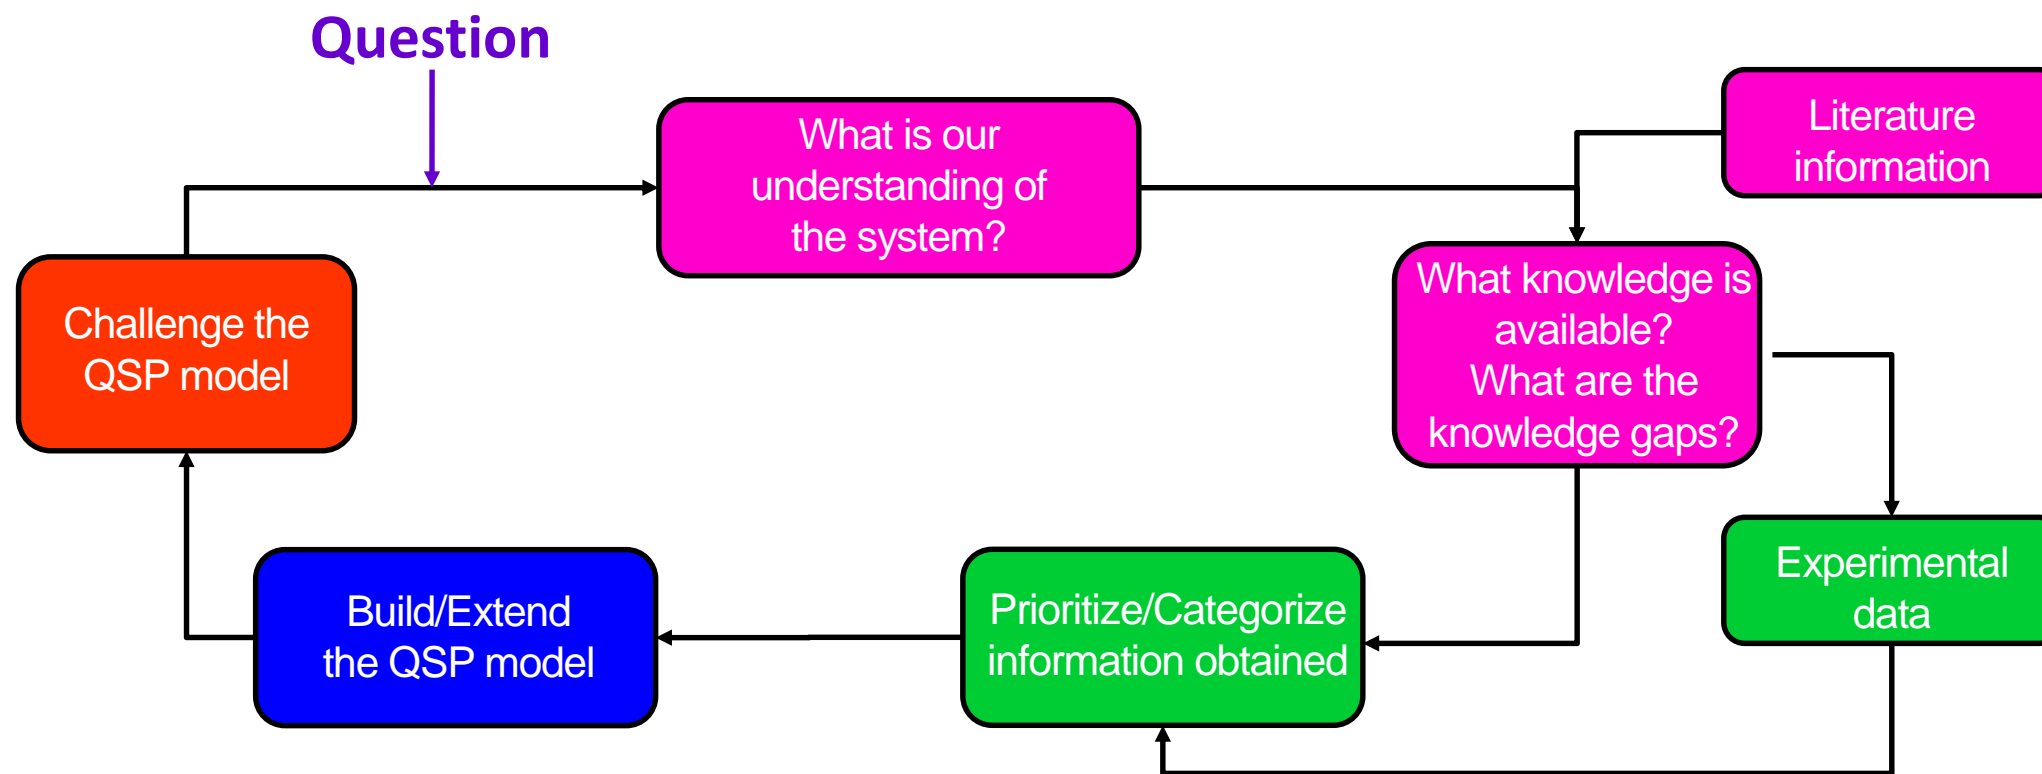 Question
What is our
understanding of
the system?
Literature
information
What knowledge is
available?
What are the
knowledge gaps?
Challenge the
QSP model
Experimental
data
Prioritize/Categorize
information obtained
Build/Extend
the QSP model